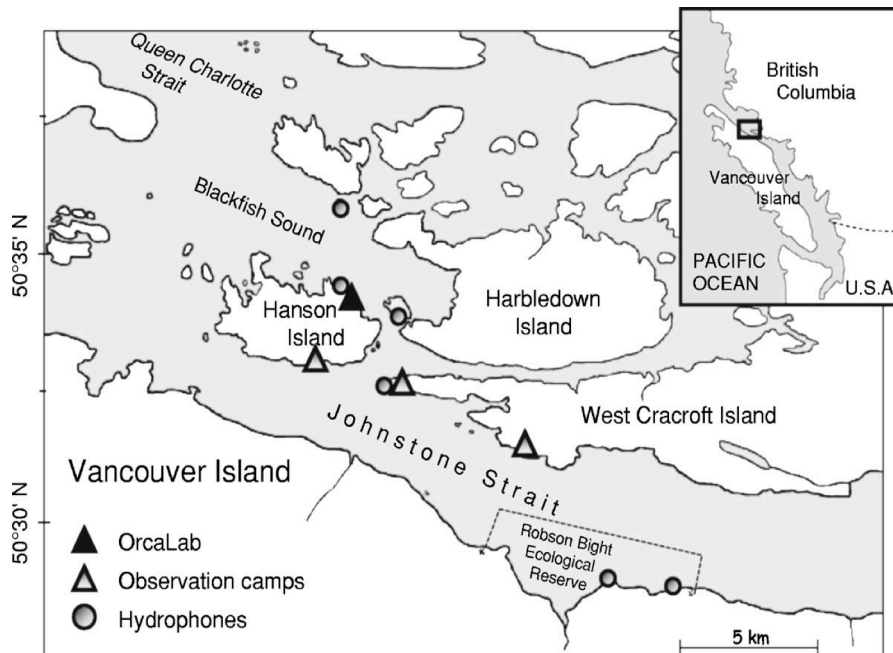 Queen Charlotte
Strait
Blackfish Sound
50°35' N
Hanson
Island
Harbledown
Island
West Cracroft Island
Johnstone Strait
Vancouver Island
50°30' N
Robson Bight
Ecological
Reserve
OrcaLab
Observation camps
Hydrophones
5 km
British
Columbia
Vancouver
Island
PACIFIC
OCEAN
U.S.A